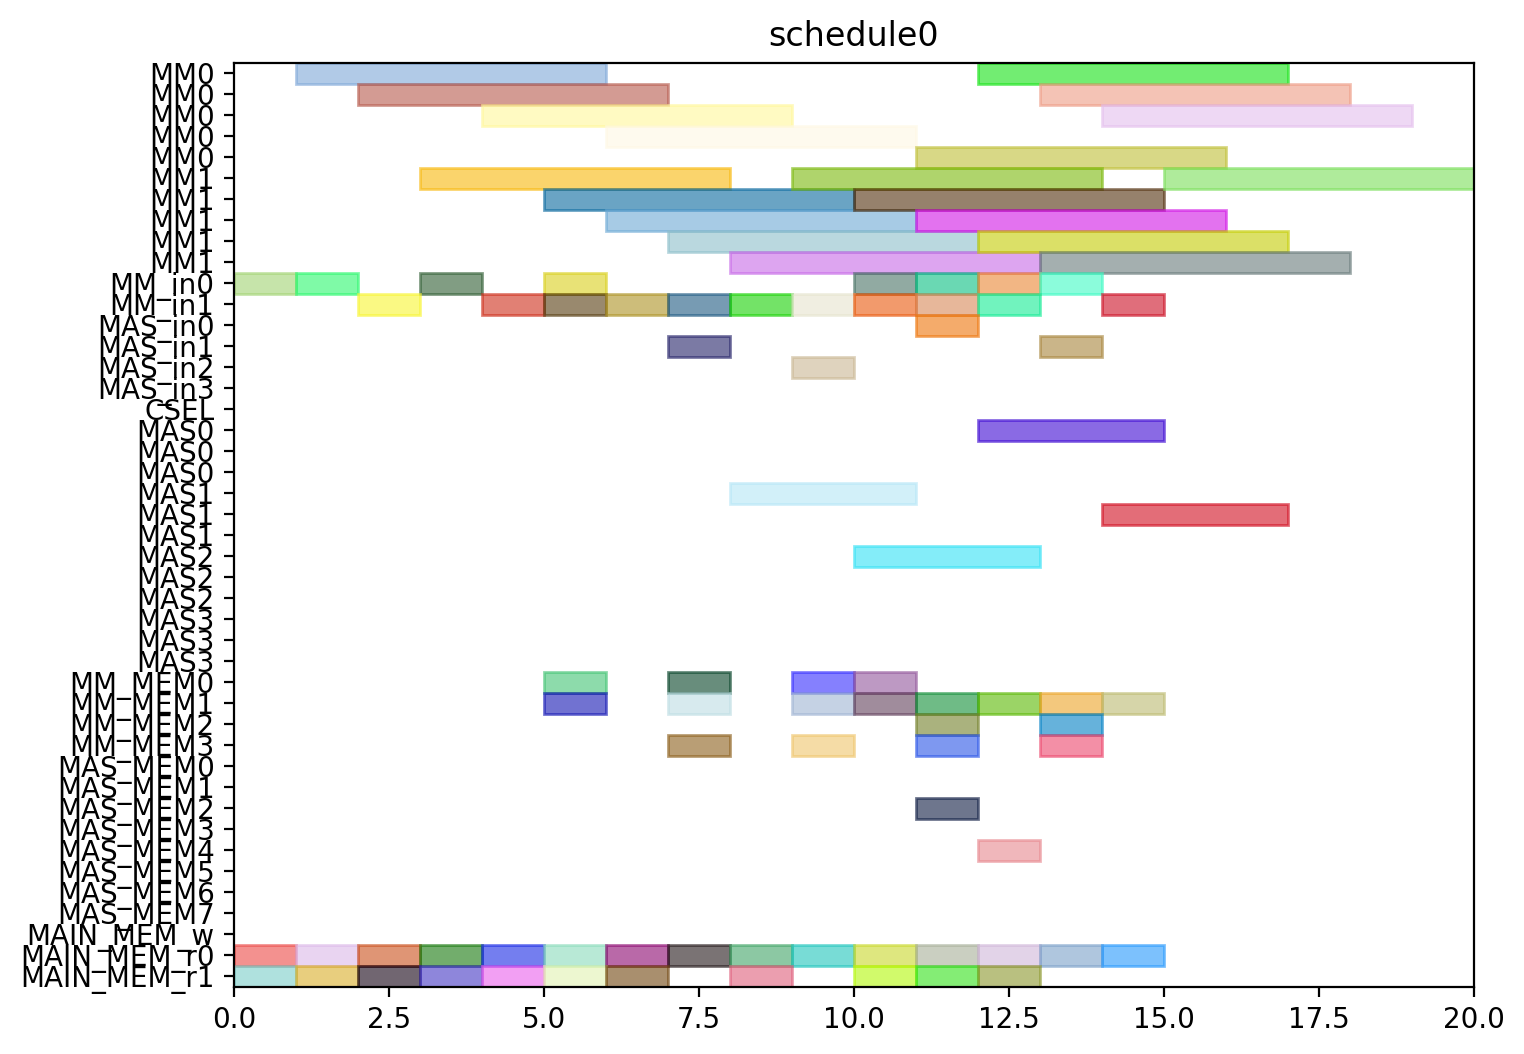 schedule0
MM0
MM0
MM0
MM0
MM0
MM1
MM1
MM1
MM1
MM1
MM_in0
MM_in1
MAS_in0
MAS_in1
MAS_in2
MAS_in3
CSEL
MAS0
MAS0
MAS0
MAS1
MAS1
MAS1
MAS2
MAS2
MAS2
MAS3
MAS3
MAS3
MM_MEM0
MM_MEM1
MM_MEM2
MM_MEM3
MAS_MEM0
MAS_MEM1
MAS_MEM2
MAS_MEM3
MAS_MEM4
MAS_MEM5
MAS_MEM6
MAS_MEM7
MAIN_MEM_w
MAIN_MEM_r0
MAIN_MEM_r1
0.0 2.5 5.0 7.5 10.0 12.5 15.0 17.5 20.0